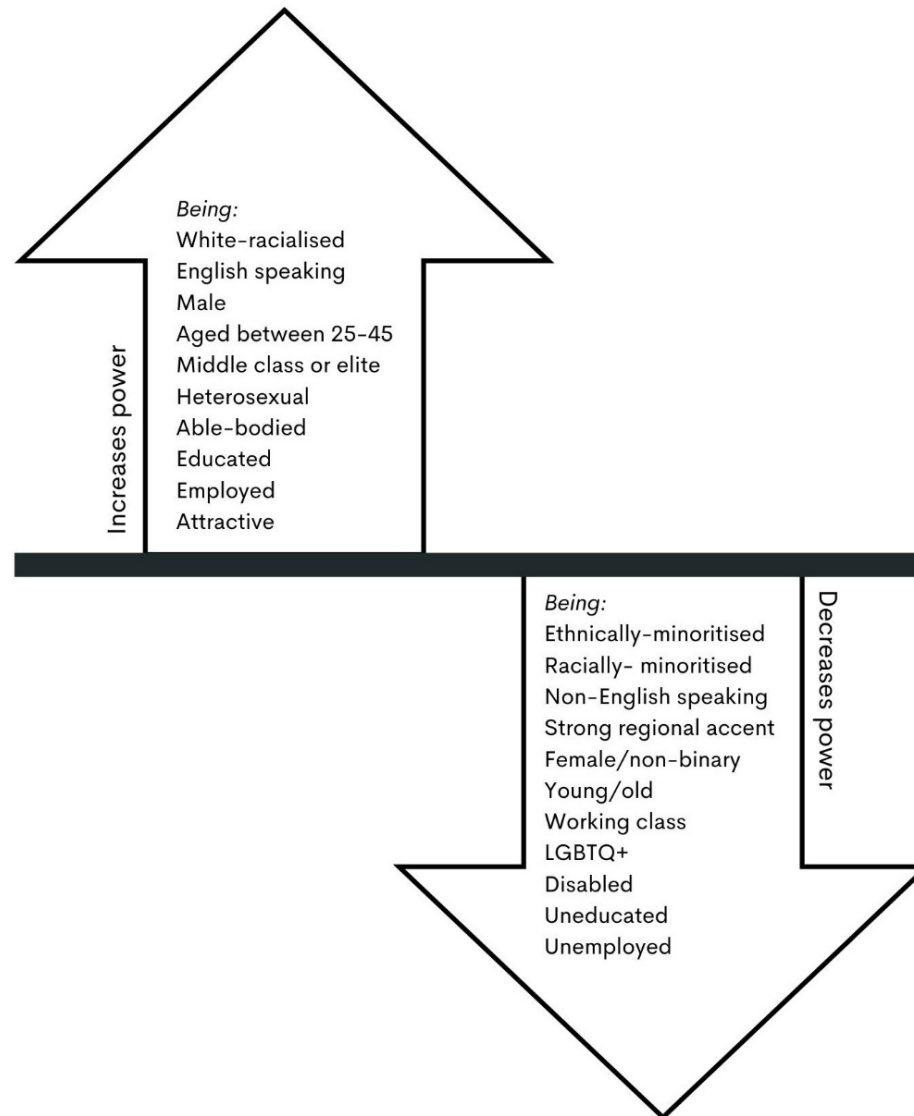 Increases power
Being:
White-racialised
English speaking
Male
Aged between 25-45
Middle class or elite
Heterosexual
Able-bodied
Educated
Employed
Attractive
Being:
Ethnically-minoritised
Racially- minoritised
Non-English speaking
Strong regional accent
Female/non-binary
Young/old
Working class
LGBTQ+
Disabled
Uneducated
Unemployed
Decreases power